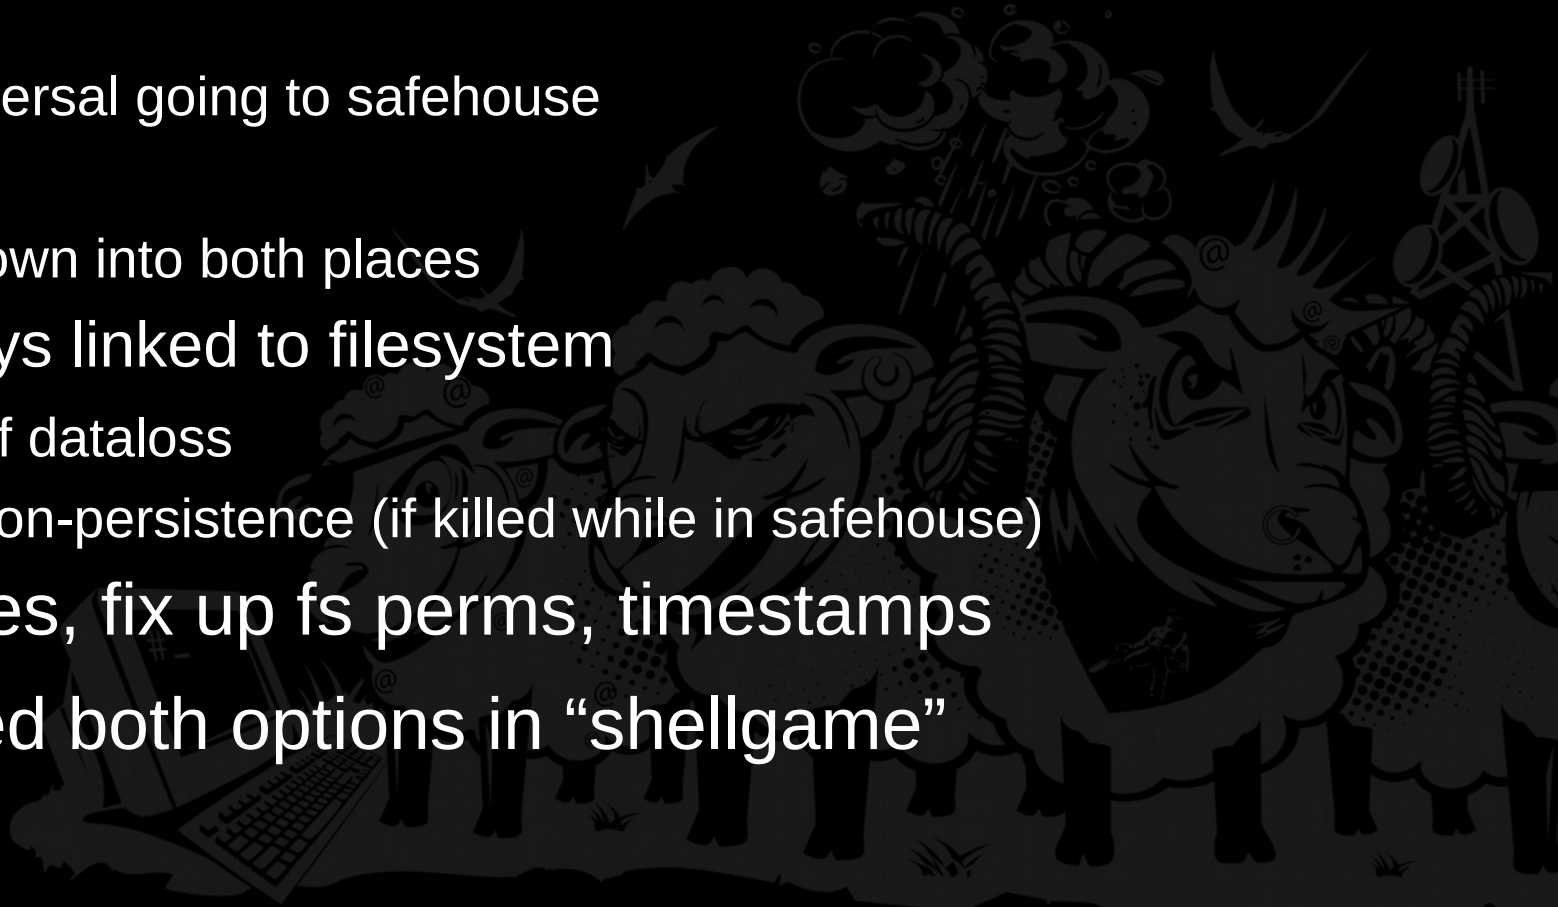 ersal going to safehouse
own into both places
ys linked to filesystem
f dataloss
on-persistence (if killed while in safehouse)
es, fix up fs perms, timestamps
ed both options in “shellgame”
@
@
@
@
@
@
@
@
@
#_